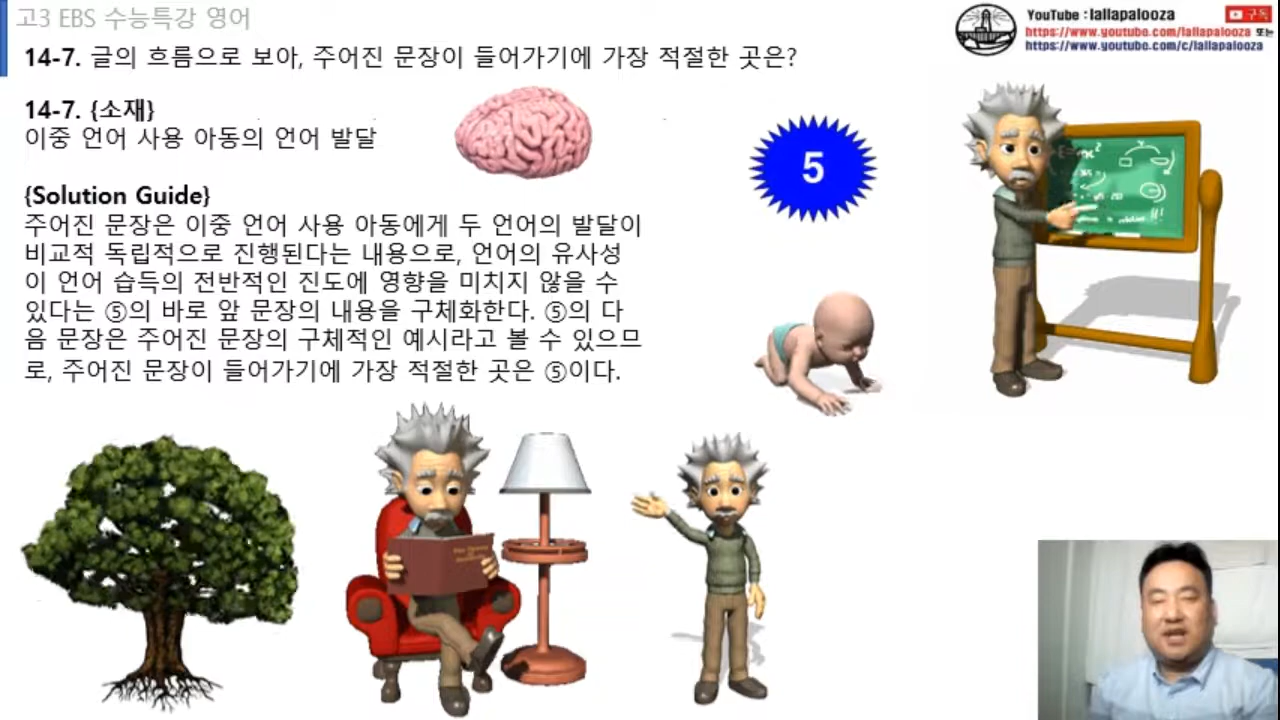 고3 EBS 수능특강 영어
14-7. 글의 흐름으로 보아, 주어진 문장이 들어가기에 가장 적절한 곳은?
YouTube : lallapalooza
구독
https://www.youtube.com/lallapalooza 또는
https://www.youtube.com/c/lallapalooza
14-7. {소재}
이중 언어 사용 아동의 언어 발달
5
{Solution Guide}
주어진 문장은 이중 언어 사용 아동에게 두 언어의 발달이
비교적 독립적으로 진행된다는 내용으로, 언어의 유사성
이 언어 습득의 전반적인 진도에 영향을 미치지 않을 수
있다는 ⑤의 바로 앞 문장의 내용을 구체화한다. ⑤의 다
음 문장은 주어진 문장의 구체적인 예시라고 볼 수 있으므
로, 주어진 문장이 들어가기에 가장 적절한 곳은 ⑤이다.